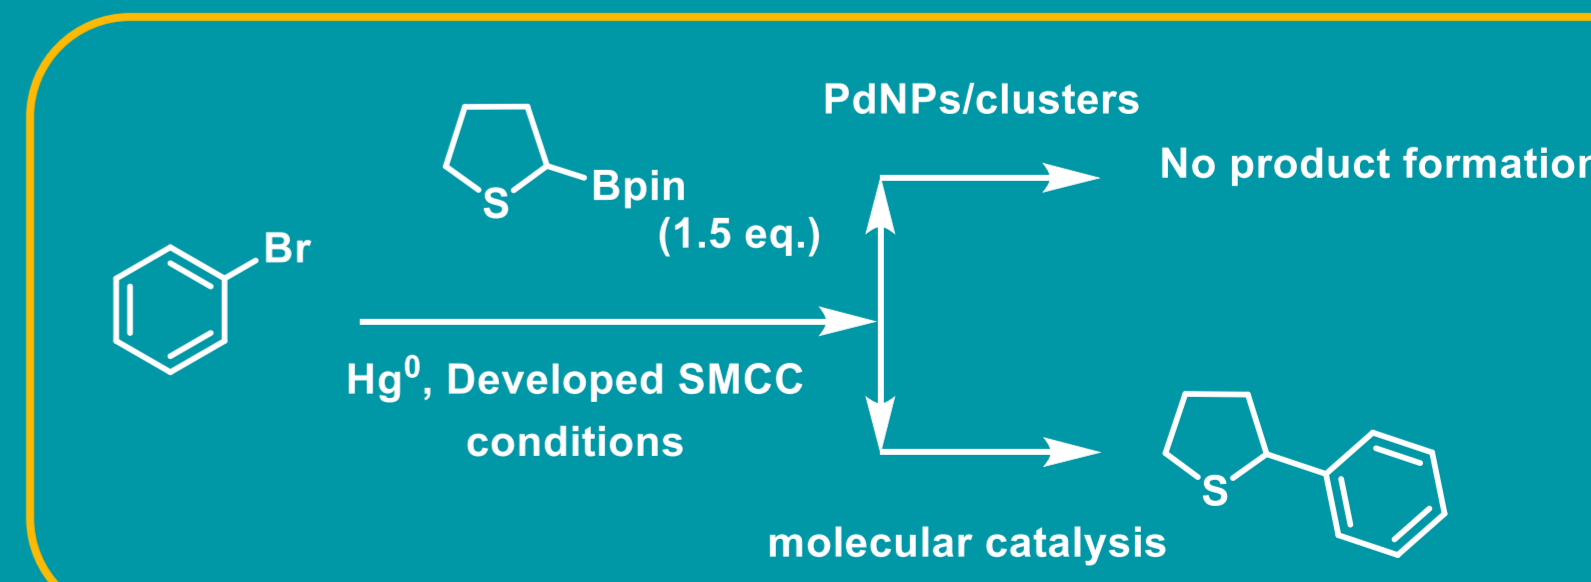 PdNPs/clusters
No product formation
S
Bpin
(1.5 eq.)
Br
Hg⁰, Developed SMCC
conditions
S
molecular catalysis